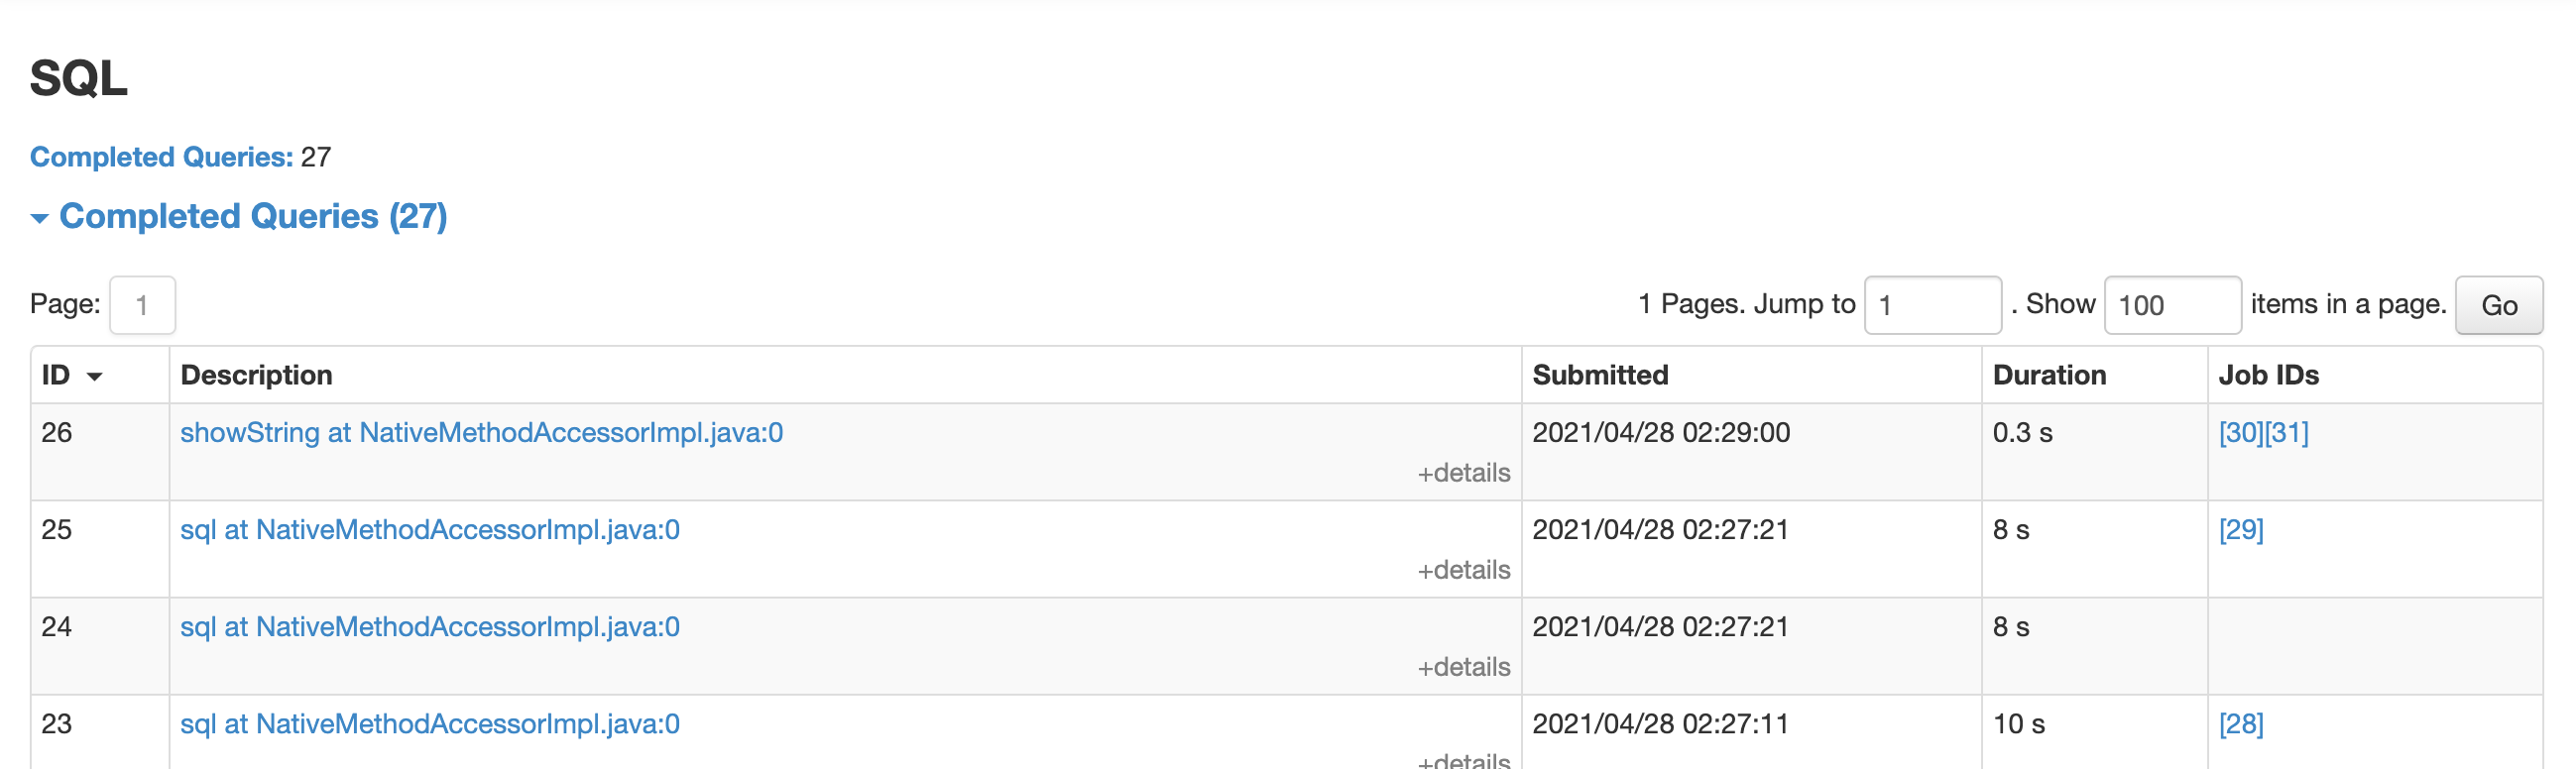 SQL
Completed Queries: 27
Completed Queries (27)
Page: 1 1 Pages. Jump to 1 . Show 100 items in a page. Go
ID Description Submitted Duration Job IDs
26 showString at NativeMethodAccessorImpl.java:0 2021/04/28 02:29:00 0.3 s [30][31]
+details
25 sql at NativeMethodAccessorImpl.java:0 2021/04/28 02:27:21 8 s [29]
+details
24 sql at NativeMethodAccessorImpl.java:0 2021/04/28 02:27:21 8 s
+details
23 sql at NativeMethodAccessorImpl.java:0 2021/04/28 02:27:11 10 s [28]
+details